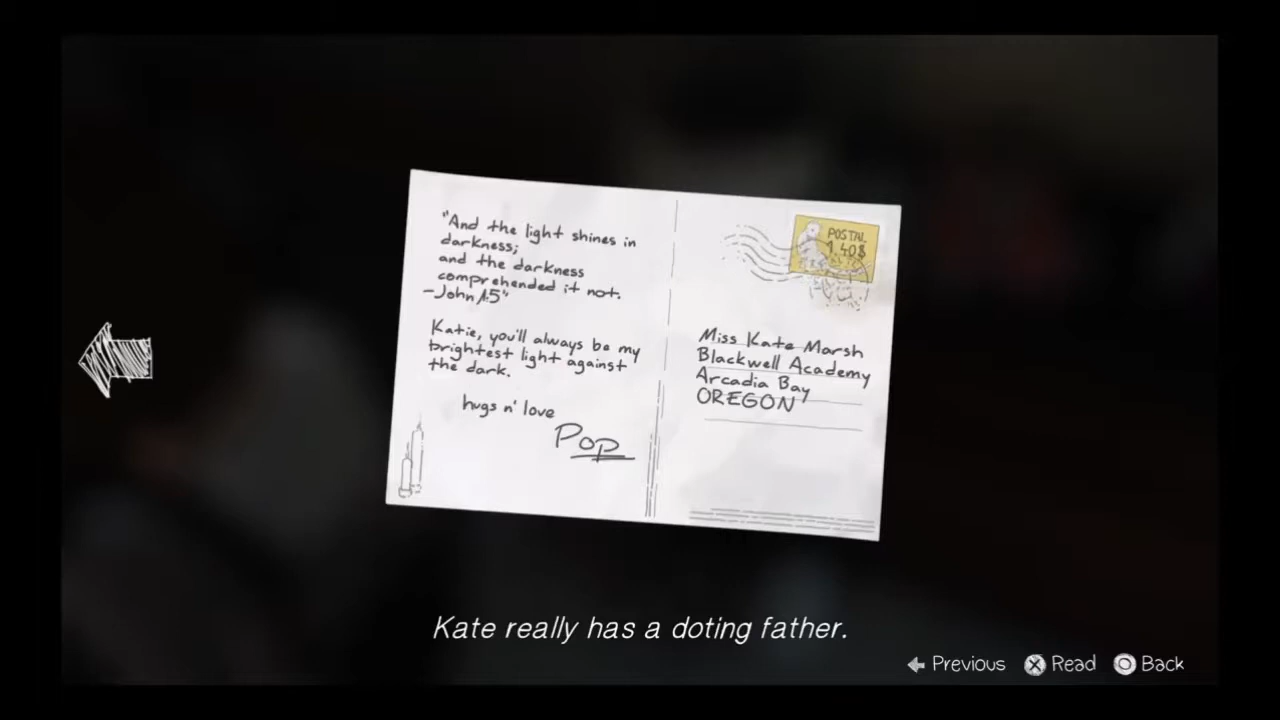 "And the light shines in
darkness;
and the darkness
comprehended it not.
-John 1:5"
Katie, you'll always be my
brightest light against
the dark.
hugs n' love
Pop
POSTAL
1,40$
Miss Kate Marsh
Blackwell Academy
Arcadia Bay
OREGON
Kate really has a doting father.
Previous
Read
Back